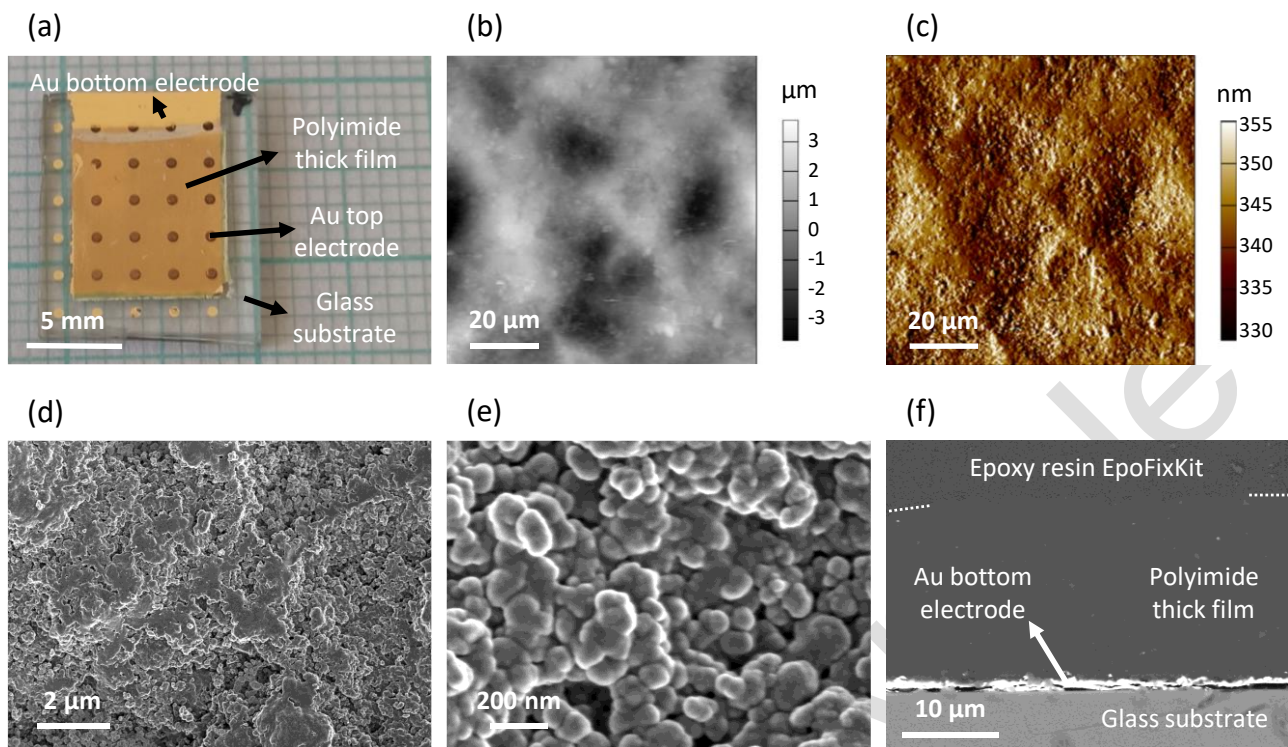 (a)
Au bottom electrode
Polyimide
thick film
Au top
electrode
Glass
substrate
5 mm
(b)
20 µm
µm
3
2
1
0
-1
-2
-3
(c)
20 µm
nm
355
350
345
340
335
330
(d)
2 µm
(e)
200 nm
(f)
Epoxy resin EpoFixKit
Au bottom
electrode
Polyimide
thick film
10 µm
Glass substrate